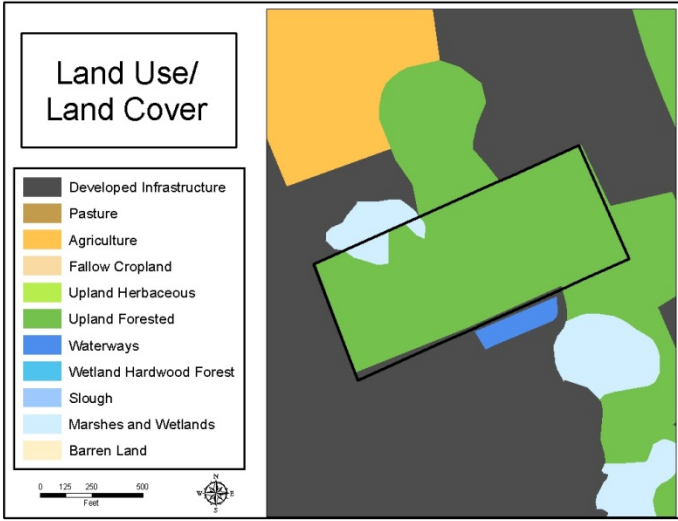 Land Use/
Land Cover
Developed Infrastructure
Pasture
Agriculture
Fallow Cropland
Upland Herbaceous
Upland Forested
Waterways
Wetland Hardwood Forest
Slough
Marshes and Wetlands
Barren Land
0 125 250 500
Feet
N
W E
S